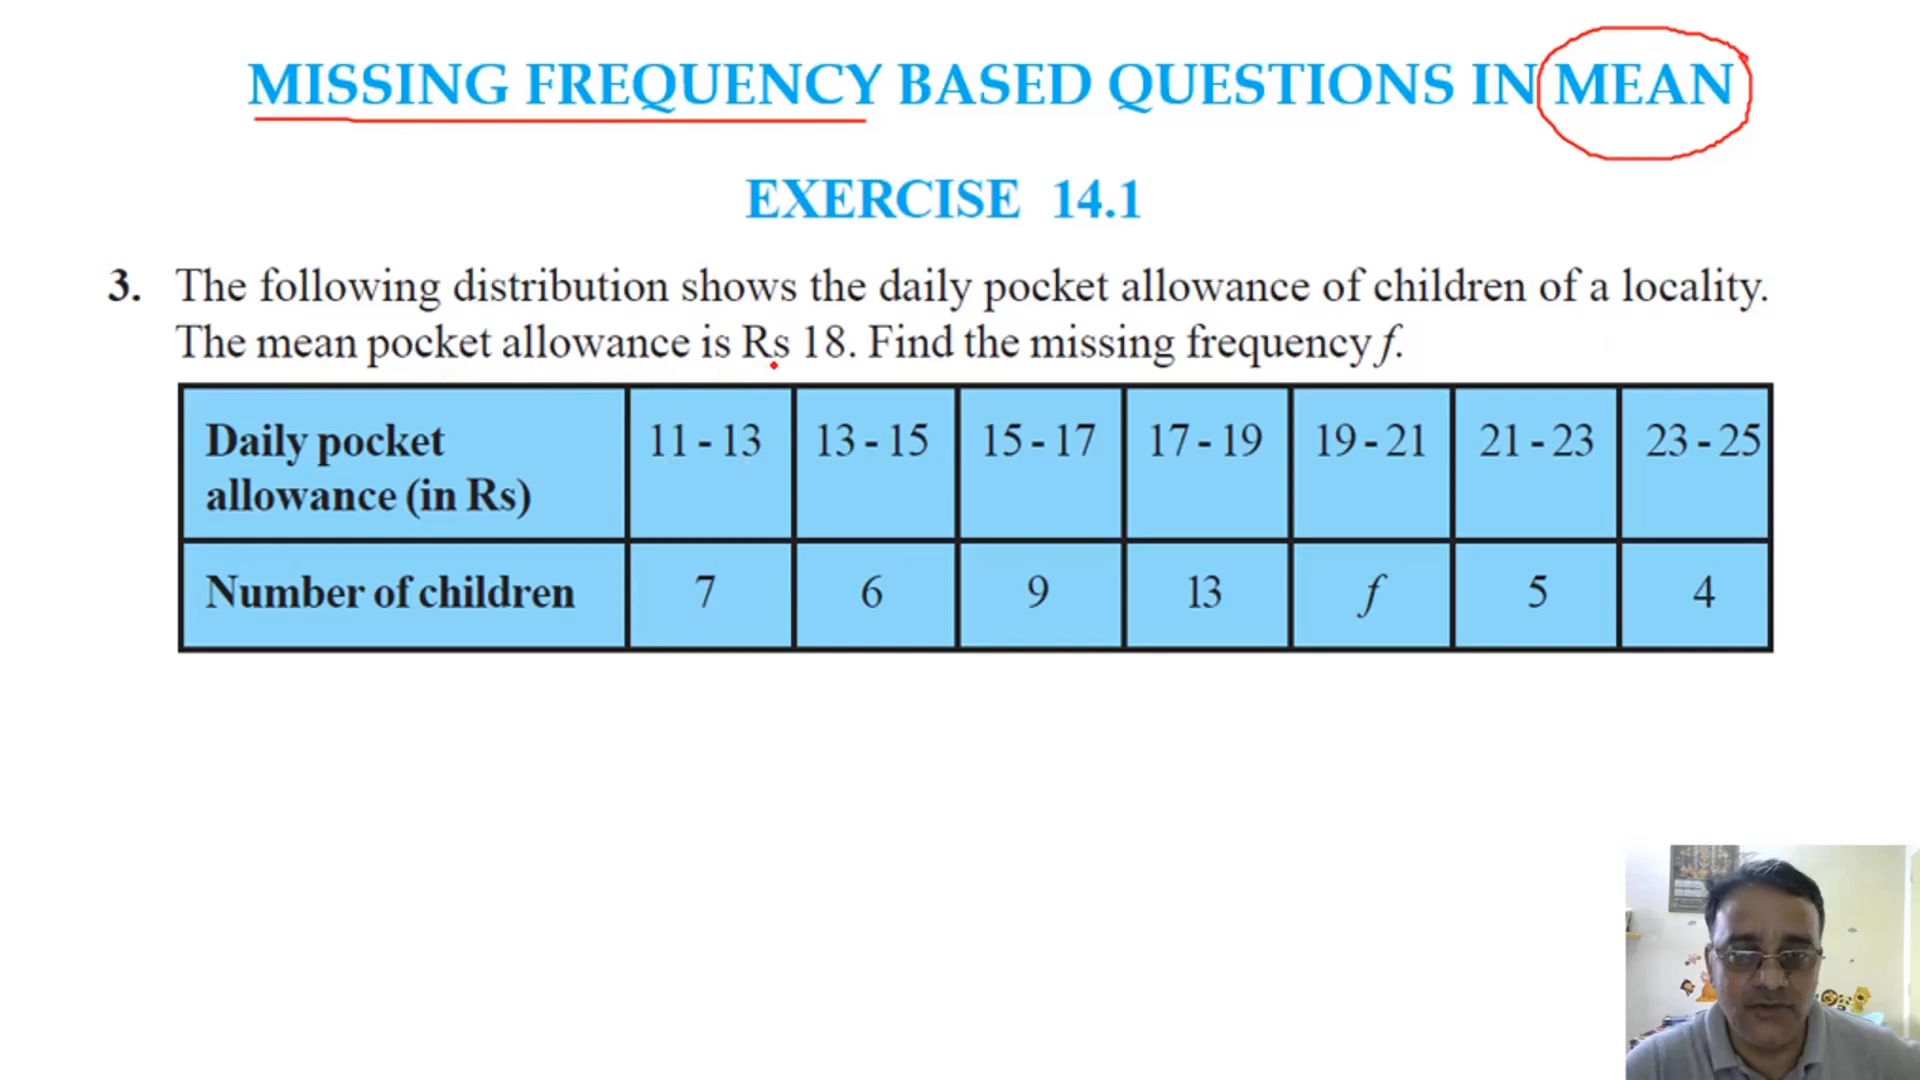 MISSING FREQUENCY BASED QUESTIONS IN MEAN
EXERCISE 14.1
3. The following distribution shows the daily pocket allowance of children of a locality.
The mean pocket allowance is Rs 18. Find the missing frequency f.
Daily pocket allowance (in Rs) 11 - 13 13 - 15 15 - 17 17 - 19 19 - 21 21 - 23 23 - 25
Number of children 7 6 9 13 f 5 4